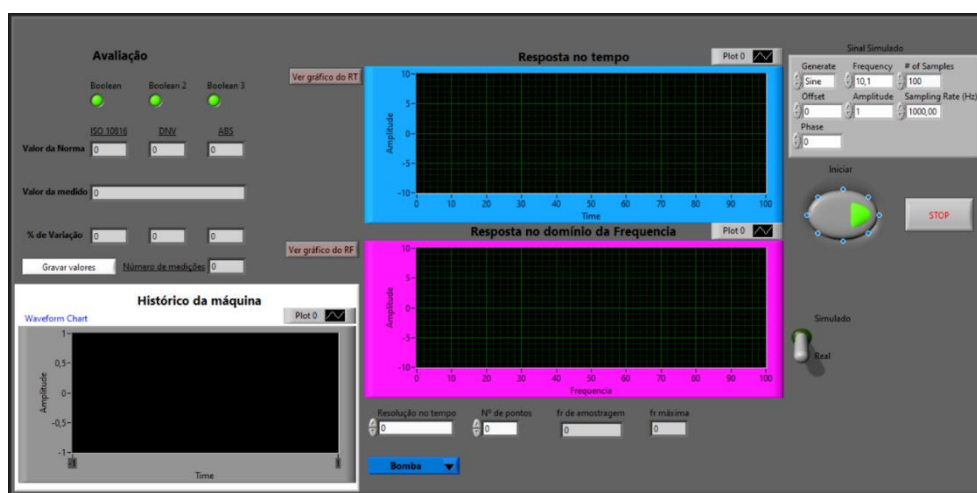 Avaliação
Boolean Boolean 2 Boolean 3
ISO 10816 DNV ABS
Valor da Norma 0 0 0
Valor da medido 0
% de Variação 0 0 0
Gravar valores Número de medições 0
Histórico da máquina
Waveform Chart Plot 0
1
0,5
0
-0,5
-1
Amplitude
-1 1
Time
Ver gráfico do RT
Resposta no tempo Plot 0
10
5
0
-5
-10
Amplitude
0 10 20 30 40 50 60 70 80 90 100
Time
Ver gráfico do RF
Resposta no domínio da Frequencia Plot 0
10
5
0
-5
-10
Amplitude
0 10 20 30 40 50 60 70 80 90 100
Frequencia
Resolução no tempo Nº de pontos fr de amostragem fr máxima
0 0 0 0
Bomba
Sinal Simulado
Generate Frequency # of Samples
Sine 10,1 100
Offset Amplitude Sampling Rate (Hz)
0 1 1000,00
Phase
0
Iniciar
STOP
Simulado
Real